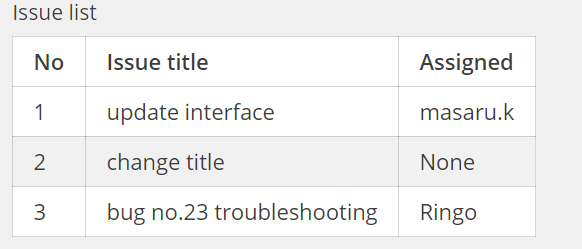 Issue list
No Issue title Assigned
1 update interface masaru.k
2 change title None
3 bug no.23 troubleshooting Ringo